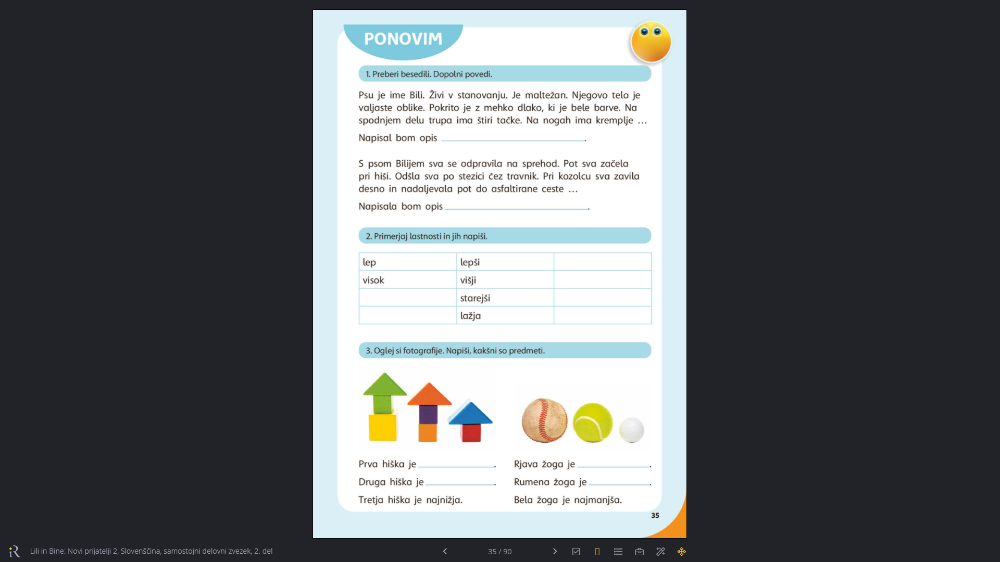 PONOVIM
1. Preberi besedili. Dopolni povedi.
Psu je ime Bili. Živi v stanovanju. Je maltežan. Njegovo telo je
valjaste oblike. Pokrito je z mehko dlako, ki je bele barve. Na
spodnjem delu trupa ima štiri tačke. Na nogah ima kremplje ...
Napisal bom opis .
S psom Bilijem sva se odpravila na sprehod. Pot sva začela
pri hiši. Odšla sva po stezici čez travnik. Pri kozolcu sva zavila
desno in nadaljevala pot do asfaltirane ceste ...
Napisala bom opis .
2. Primerjaj lastnosti in jih napiši.
lep lepši
visok višji
starejši
lažja
3. Oglej si fotografije. Napiši, kakšni so predmeti.
Prva hiška je .
Druga hiška je .
Tretja hiška je najnižja.
Rjava žoga je .
Rumena žoga je .
Bela žoga je najmanjša.
35
iR Lili in Bine: Novi prijatelji 2, Slovenščina, samostojni delovni zvezek, 2. del
35 / 90